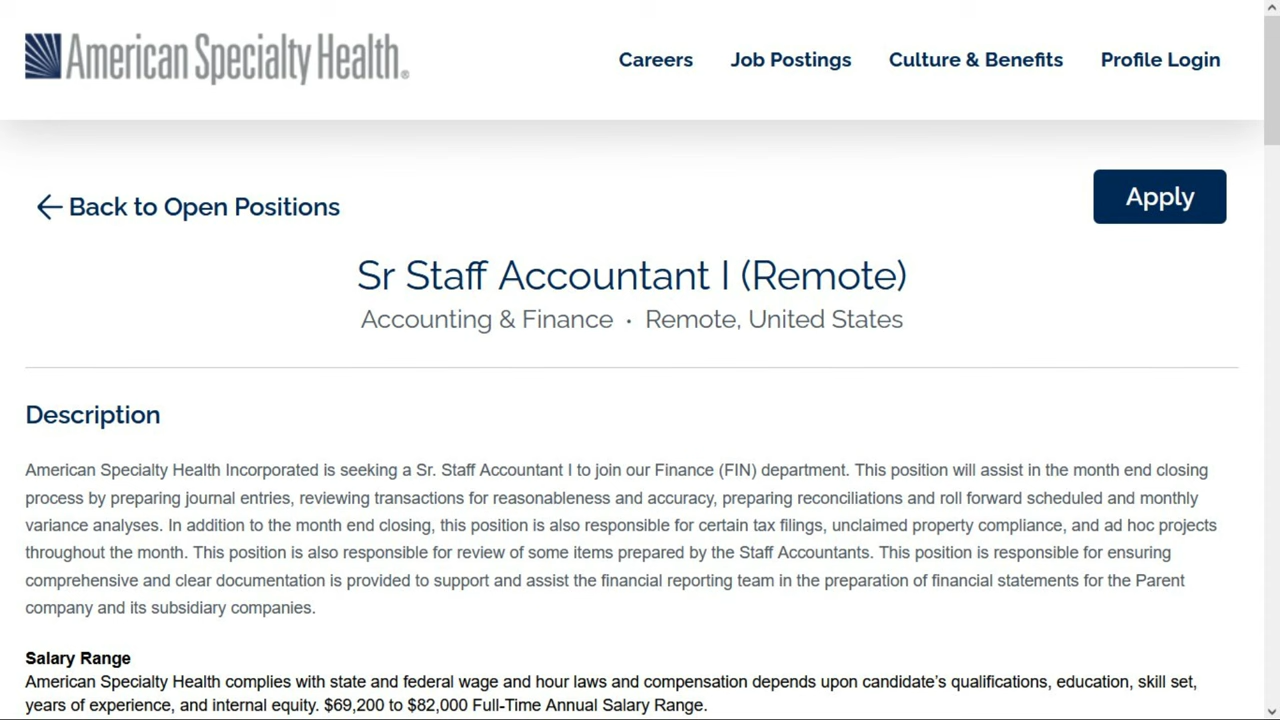 American Specialty Health®
Careers Job Postings Culture & Benefits Profile Login
← Back to Open Positions
Apply
Sr Staff Accountant I (Remote)
Accounting & Finance · Remote, United States
Description
American Specialty Health Incorporated is seeking a Sr. Staff Accountant I to join our Finance (FIN) department. This position will assist in the month end closing
process by preparing journal entries, reviewing transactions for reasonableness and accuracy, preparing reconciliations and roll forward scheduled and monthly
variance analyses. In addition to the month end closing, this position is also responsible for certain tax filings, unclaimed property compliance, and ad hoc projects
throughout the month. This position is also responsible for review of some items prepared by the Staff Accountants. This position is responsible for ensuring
comprehensive and clear documentation is provided to support and assist the financial reporting team in the preparation of financial statements for the Parent
company and its subsidiary companies.
Salary Range
American Specialty Health complies with state and federal wage and hour laws and compensation depends upon candidate’s qualifications, education, skill set,
years of experience, and internal equity. $69,200 to $82,000 Full-Time Annual Salary Range.